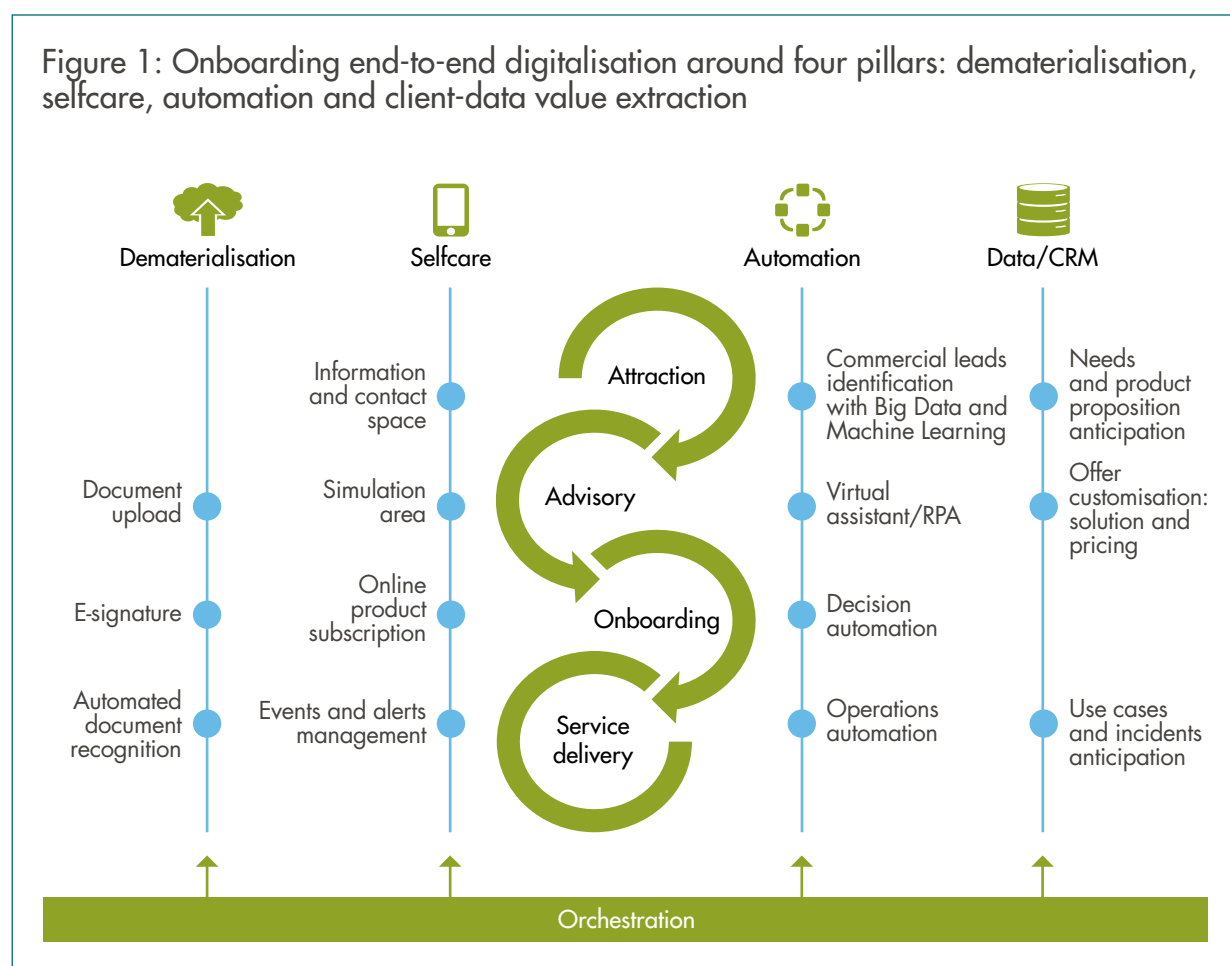 Figure 1: Onboarding end-to-end digitalisation around four pillars: dematerialisation,
selfcare, automation and client-data value extraction
Dematerialisation
Selfcare
Automation
Data/CRM
Information
and contact
space
Attraction
Commercial leads
identification
with Big Data and
Machine Learning
Needs
and product
proposition
anticipation
Document
upload
Simulation
area
Advisory
Virtual
assistant/RPA
Offer
customisation:
solution and
pricing
E-signature
Online
product
subscription
Onboarding
Decision
automation
Automated
document
recognition
Events and alerts
management
Service
delivery
Operations
automation
Use cases
and incidents
anticipation
Orchestration